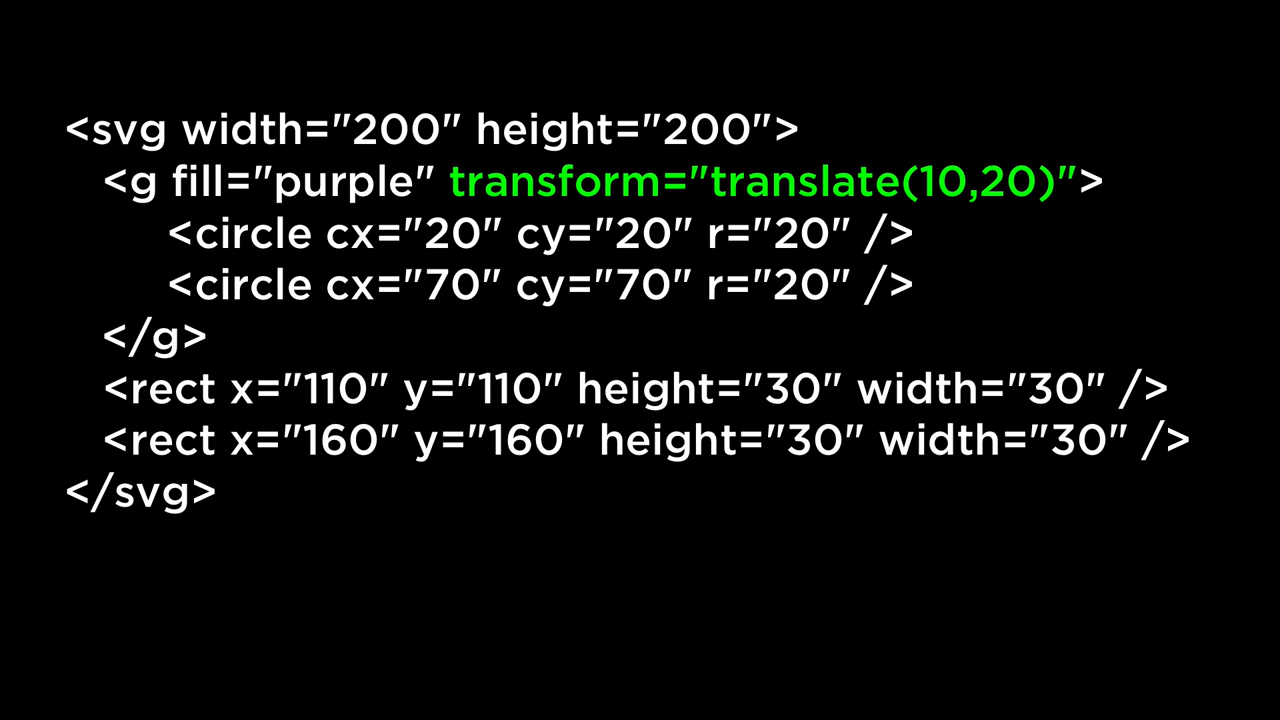 <svg width="200" height="200">
<g fill="purple" transform="translate(10,20)">
<circle cx="20" cy="20" r="20" />
<circle cx="70" cy="70" r="20" />
</g>
<rect x="110" y="110" height="30" width="30" />
<rect x="160" y="160" height="30" width="30" />
</svg>